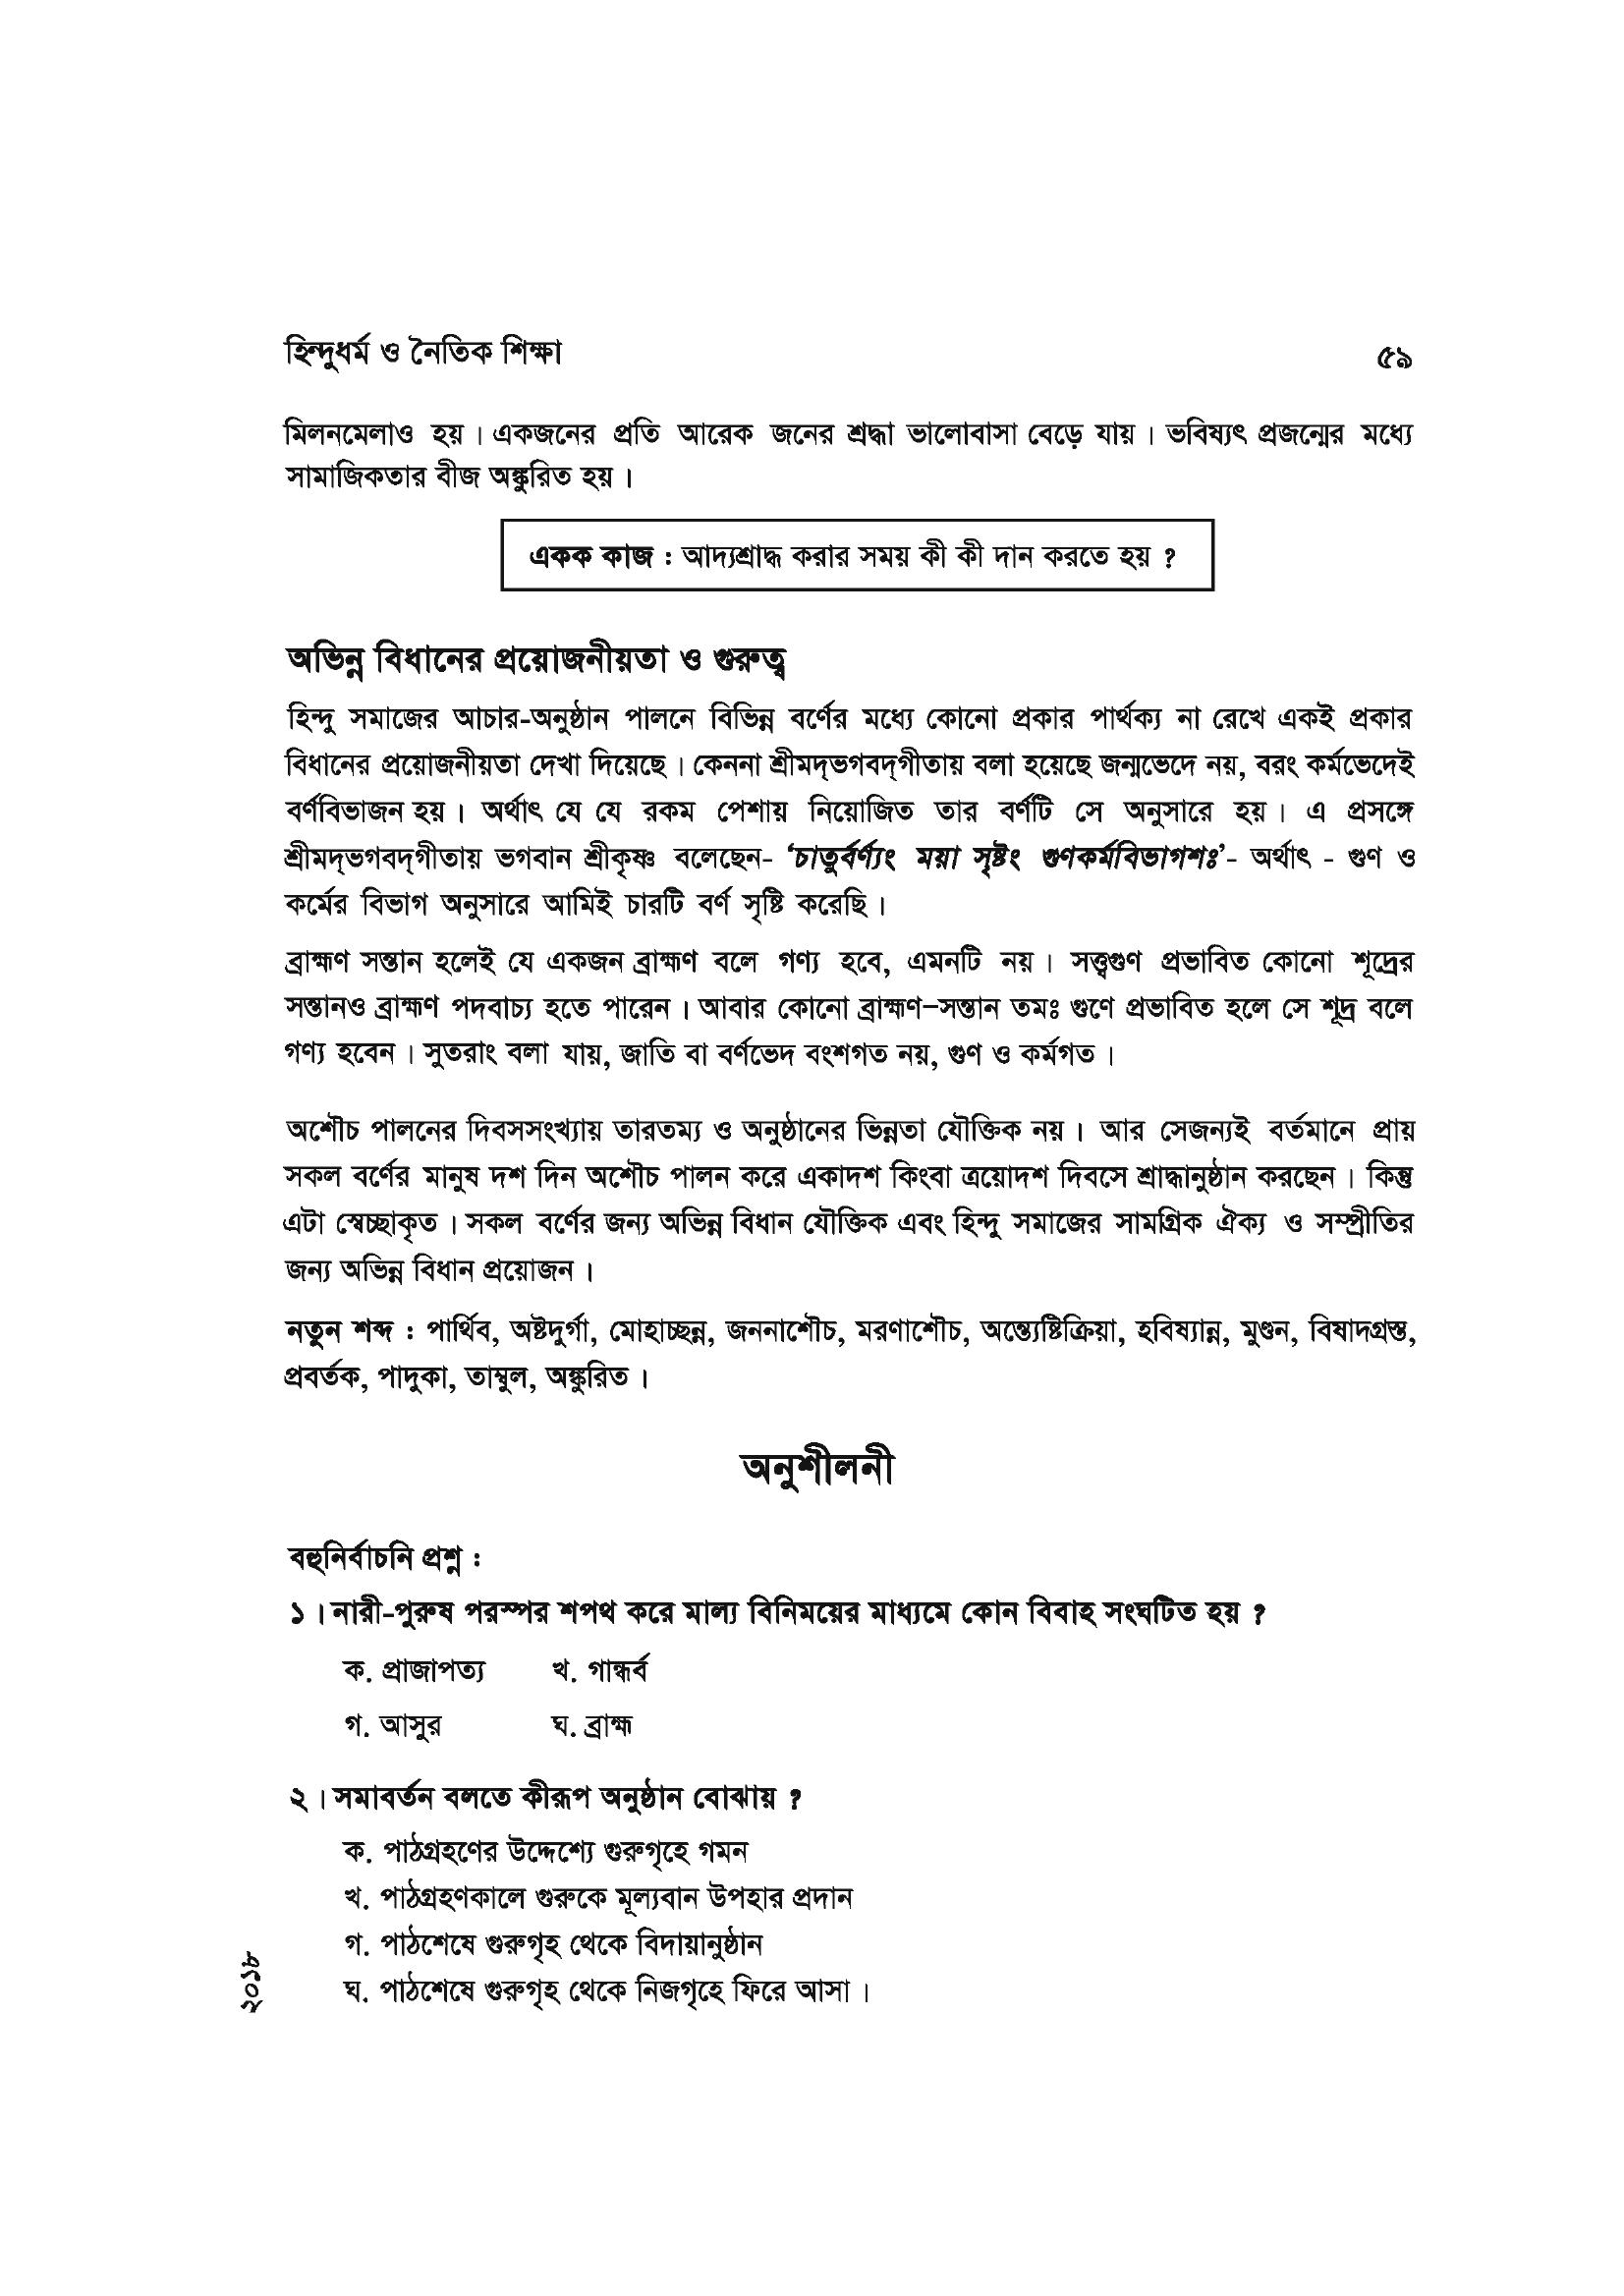 হিন্দুধর্ম ও নৈতিক শিক্ষা ৫৯
মিলনমেলাও হয়। একজনের প্রতি আরেক জনের শ্রদ্ধা ভালোবাসা বেড়ে যায়। ভবিষ্যৎ প্রজন্মের মধ্যে
সামাজিকতার বীজ অঙ্কুরিত হয়।
একক কাজ : আদ্যশ্রাদ্ধ করার সময় কী কী দান করতে হয় ?
অভিন্ন বিধানের প্রয়োজনীয়তা ও গুরুত্ব
হিন্দু সমাজের আচার-অনুষ্ঠান পালনে বিভিন্ন বর্ণের মধ্যে কোনো প্রকার পার্থক্য না রেখে একই প্রকার
বিধানের প্রয়োজনীয়তা দেখা দিয়েছে। কেননা শ্রীমদ্‌ভগবদ্‌গীতায় বলা হয়েছে জন্মভেদে নয়, বরং কর্মভেদেই
বর্ণবিভাজন হয়। অর্থাৎ যে যে রকম পেশায় নিয়োজিত তার বর্ণটি সে অনুসারে হয়। এ প্রসঙ্গে
শ্রীমদ্‌ভগবদ্‌গীতায় ভগবান শ্রীকৃষ্ণ বলেছেন- ‘চাতুর্বর্ণ্যং ময়া সৃষ্টং গুণকর্মবিভাগশঃ’- অর্থাৎ - গুণ ও
কর্মের বিভাগ অনুসারে আমিই চারটি বর্ণ সৃষ্টি করেছি।
ব্রাহ্মণ সন্তান হলেই যে একজন ব্রাহ্মণ বলে গণ্য হবে, এমনটি নয়। সত্ত্বগুণ প্রভাবিত কোনো শূদ্রের
সন্তানও ব্রাহ্মণ পদবাচ্য হতে পারেন। আবার কোনো ব্রাহ্মণ–সন্তান তমঃ গুণে প্রভাবিত হলে সে শূদ্র বলে
গণ্য হবেন। সুতরাং বলা যায়, জাতি বা বর্ণভেদ বংশগত নয়, গুণ ও কর্মগত।
অশৌচ পালনের দিবসসংখ্যায় তারতম্য ও অনুষ্ঠানের ভিন্নতা যৌক্তিক নয়। আর সেজন্যই বর্তমানে প্রায়
সকল বর্ণের মানুষ দশ দিন অশৌচ পালন করে একাদশ কিংবা ত্রয়োদশ দিবসে শ্রাদ্ধানুষ্ঠান করছেন। কিন্তু
এটা স্বেচ্ছাকৃত। সকল বর্ণের জন্য অভিন্ন বিধান যৌক্তিক এবং হিন্দু সমাজের সামগ্রিক ঐক্য ও সম্প্রীতির
জন্য অভিন্ন বিধান প্রয়োজন।
নতুন শব্দ : পার্থিব, অষ্টদুর্গা, মোহাচ্ছন্ন, জননাশৌচ, মরণাশৌচ, অন্ত্যেষ্টিক্রিয়া, হবিষ্যান্ন, মুণ্ডন, বিষাদগ্রস্ত,
প্রবর্তক, পাদুকা, তাম্বুল, অঙ্কুরিত।
অনুশীলনী
বহুনির্বাচনি প্রশ্ন :
১। নারী-পুরুষ পরস্পর শপথ করে মাল্য বিনিময়ের মাধ্যমে কোন বিবাহ সংঘটিত হয় ?
ক. প্রাজাপত্য খ. গান্ধর্ব
গ. আসুর ঘ. ব্রাহ্ম
২। সমাবর্তন বলতে কীরূপ অনুষ্ঠান বোঝায় ?
ক. পাঠগ্রহণের উদ্দেশ্যে গুরুগৃহে গমন
খ. পাঠগ্রহণকালে গুরুকে মূল্যবান উপহার প্রদান
গ. পাঠশেষে গুরুগৃহ থেকে বিদায়ানুষ্ঠান
ঘ. পাঠশেষে গুরুগৃহ থেকে নিজগৃহে ফিরে আসা।
২০১৮